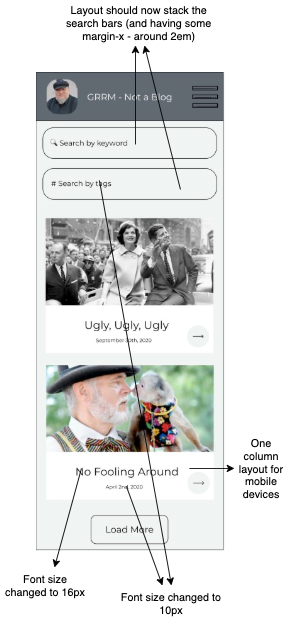 Layout should now stack the
search bars (and having some
margin-x - around 2em)
GRRM - Not a Blog
Search by keyword
# Search by tags
Ugly, Ugly, Ugly
September 30th, 2020
No Fooling Around
April 2nd, 2020
One
column
layout for
mobile
devices
Load More
Font size
changed to 16px
Font size changed to
10px